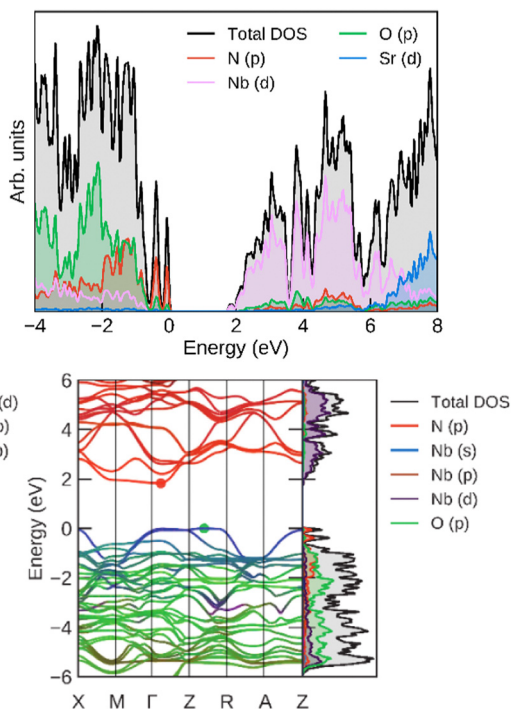 Total DOS
N (p)
Nb (d)
O (p)
Sr (d)
Arb. units
−4 −2 0 2 4 6 8
Energy (eV)
(d)
)
)
6
4
2
0
−2
−4
−6
Energy (eV)
X M Γ Z R A Z
Total DOS
N (p)
Nb (s)
Nb (p)
Nb (d)
O (p)